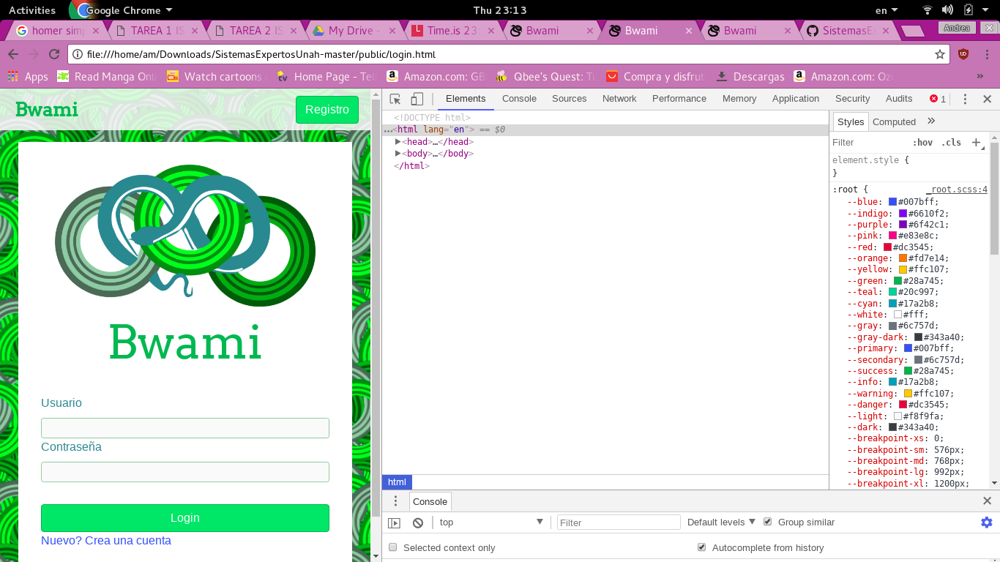 Activities Google Chrome Thu 23:13 en
homer simp TAREA 1 IS TAREA 2 IS My Drive - Time.is 23: Bwami Bwami Bwami SistemasEx Andrea
file:///home/am/Downloads/SistemasExpertosUnah-master/public/login.html
Apps Read Manga Onl Watch cartoons Home Page - Tel Amazon.com: GB Qbee's Quest: Tu Compra y disfrut Descargas Amazon.com: Oze »
Bwami Registro
Bwami
Usuario
Contraseña
Login
Nuevo? Crea una cuenta
Elements Console Sources Network Performance Memory Application Security Audits 1
<!DOCTYPE html>
…<html lang="en"> == $0
<head>…</head>
<body>…</body>
</html>
html
Styles Computed »
Filter :hov .cls +
element.style {
}
:root { _root.scss:4
--blue: #007bff;
--indigo: #6610f2;
--purple: #6f42c1;
--pink: #e83e8c;
--red: #dc3545;
--orange: #fd7e14;
--yellow: #ffc107;
--green: #28a745;
--teal: #20c997;
--cyan: #17a2b8;
--white: #fff;
--gray: #6c757d;
--gray-dark: #343a40;
--primary: #007bff;
--secondary: #6c757d;
--success: #28a745;
--info: #17a2b8;
--warning: #ffc107;
--danger: #dc3545;
--light: #f8f9fa;
--dark: #343a40;
--breakpoint-xs: 0;
--breakpoint-sm: 576px;
--breakpoint-md: 768px;
--breakpoint-lg: 992px;
--breakpoint-xl: 1200px;
Console
top Filter Default levels Group similar
Selected context only Autocomplete from history